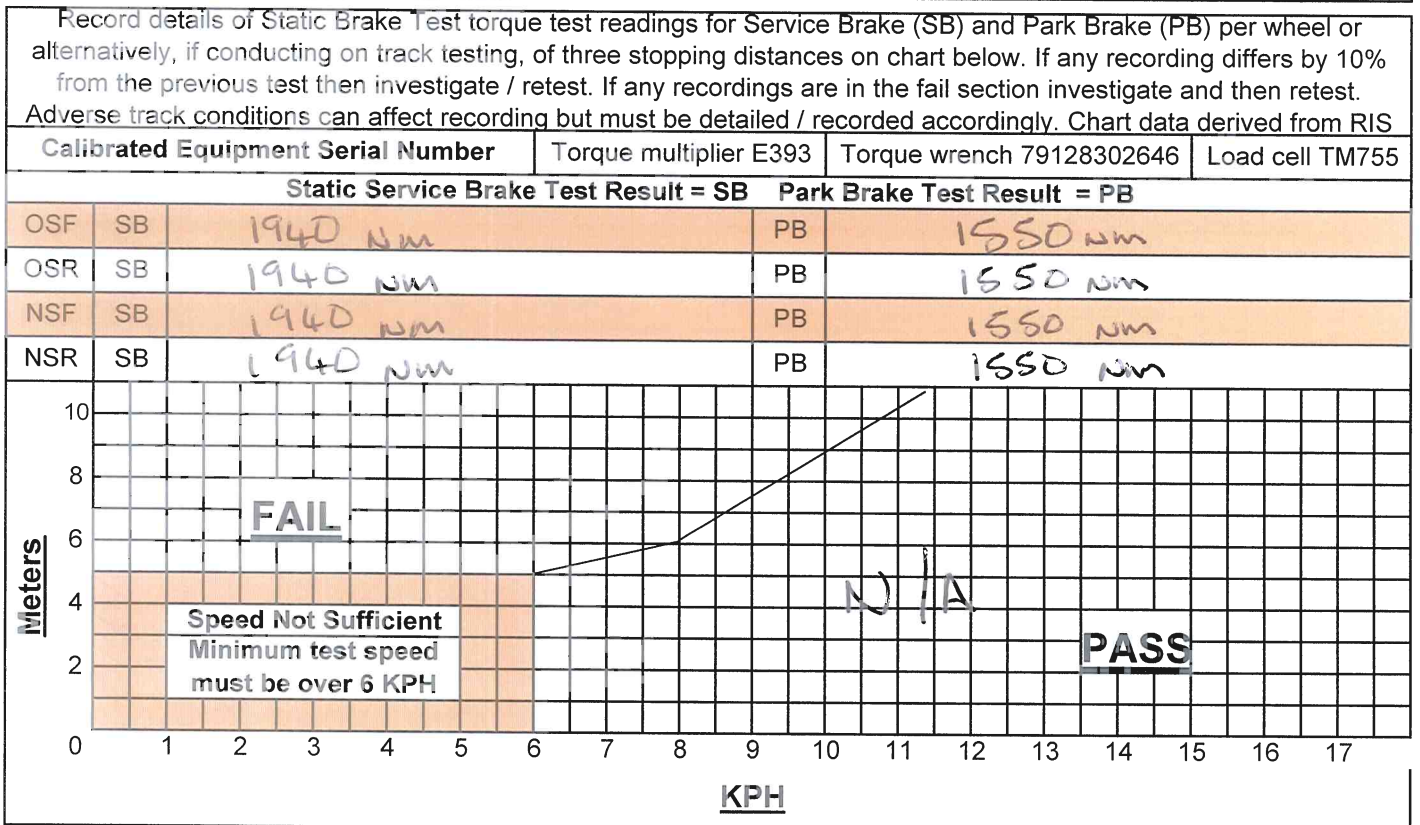 Record details of Static Brake Test torque test readings for Service Brake (SB) and Park Brake (PB) per wheel or
alternatively, if conducting on track testing, of three stopping distances on chart below. If any recording differs by 10%
from the previous test then investigate / retest. If any recordings are in the fail section investigate and then retest.
Adverse track conditions can affect recording but must be detailed / recorded accordingly. Chart data derived from RIS
Calibrated Equipment Serial Number Torque multiplier E393 Torque wrench 79128302646 Load cell TM755
Static Service Brake Test Result = SB Park Brake Test Result = PB
OSF SB 1940 Nm PB 1550 Nm
OSR SB 1940 Nm PB 1550 Nm
NSF SB 1940 Nm PB 1550 Nm
NSR SB 1940 Nm PB 1550 Nm
10
8
FAIL
6
Meters
N/A
4
Speed Not Sufficient
Minimum test speed
must be over 6 KPH
PASS
2
0 1 2 3 4 5 6 7 8 9 10 11 12 13 14 15 16 17
KPH